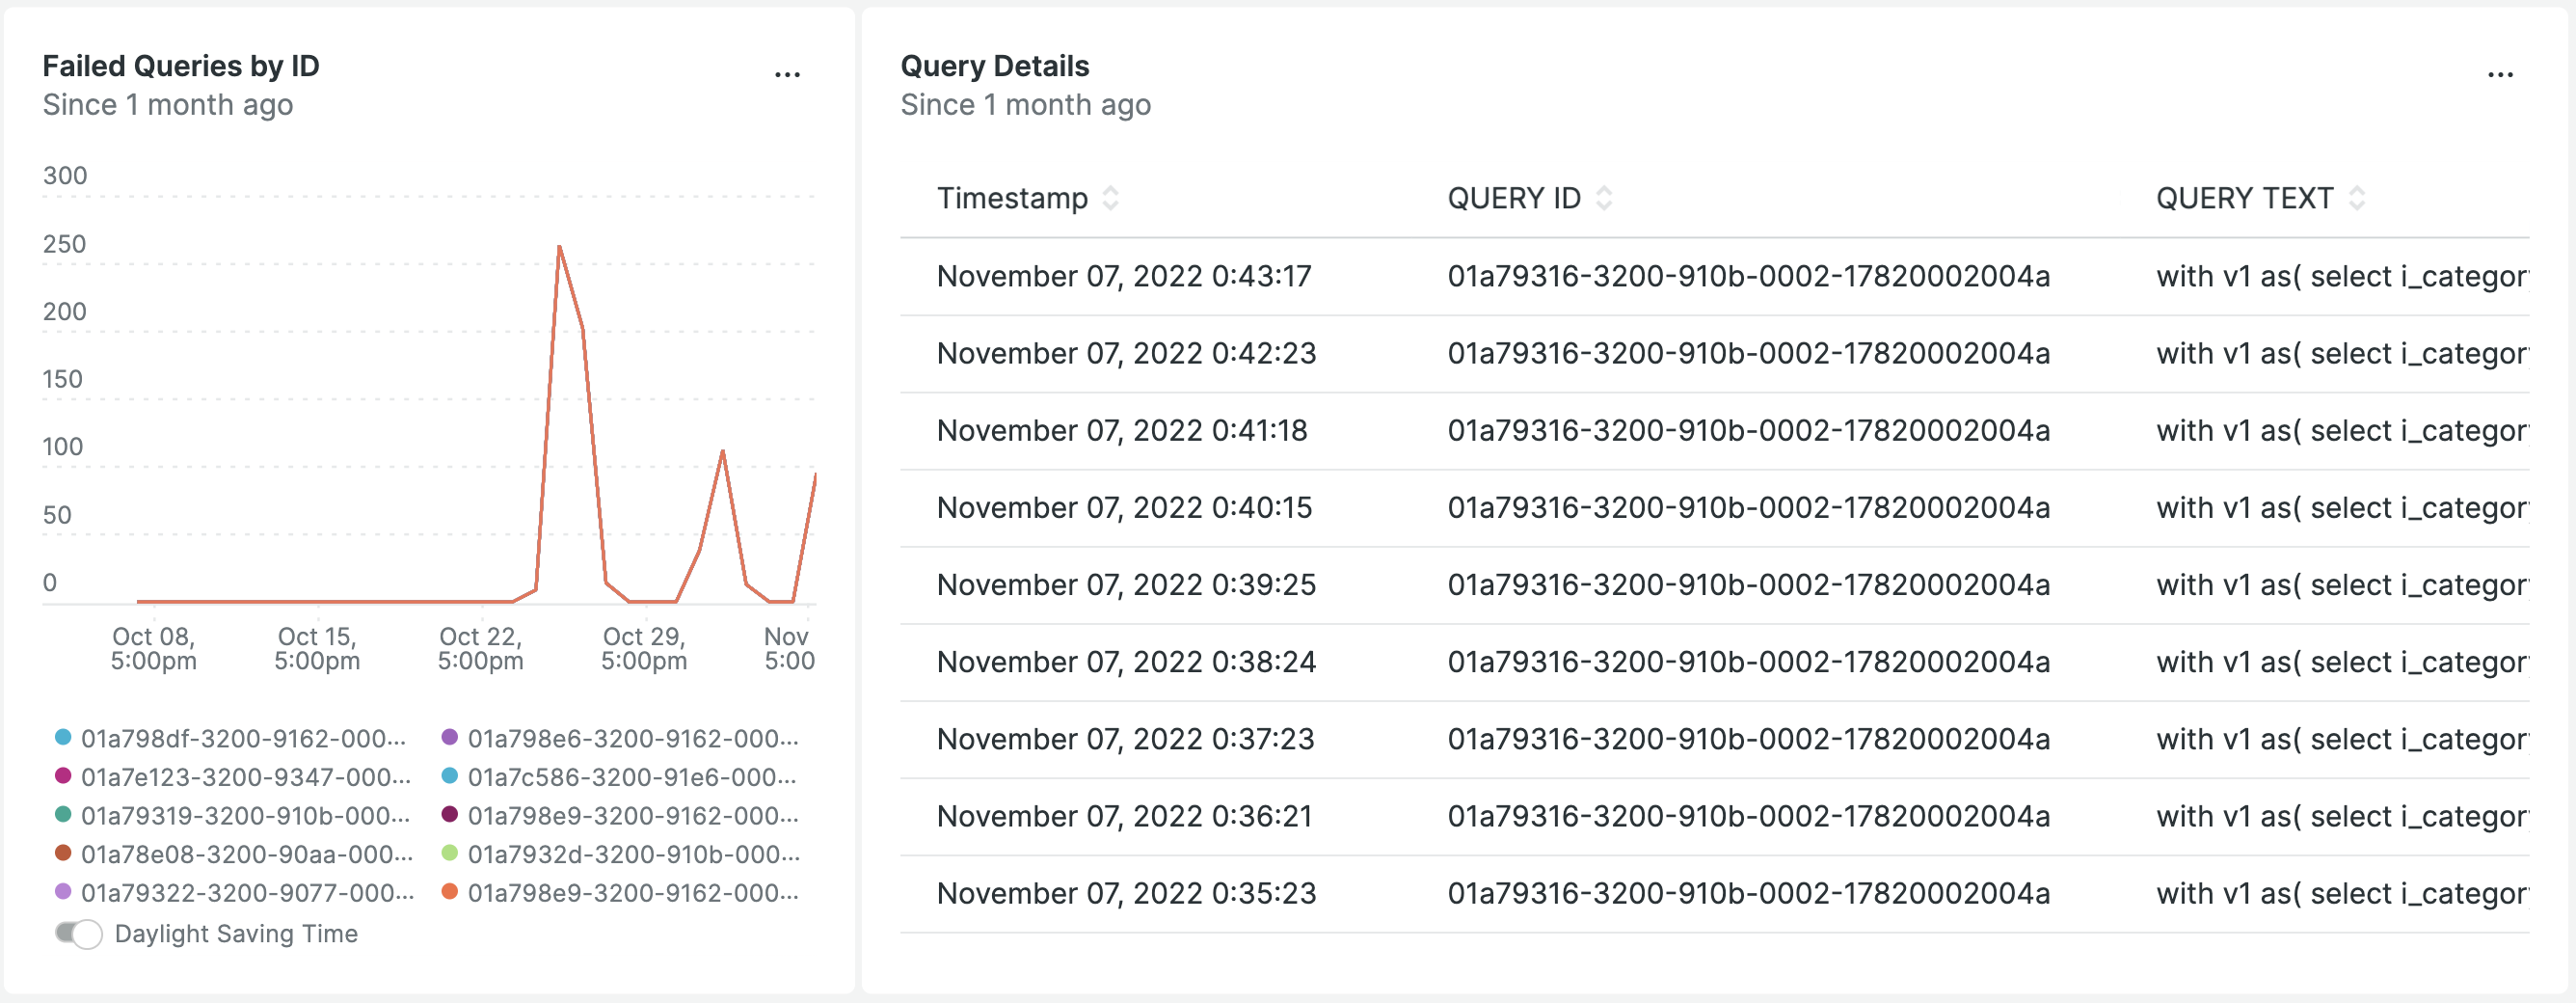 Failed Queries by ID
...
Since 1 month ago
300
250
200
150
100
50
0
Oct 08, Oct 15, Oct 22, Oct 29, Nov
5:00pm 5:00pm 5:00pm 5:00pm 5:00
01a798df-3200-9162-000... 01a798e6-3200-9162-000...
01a7e123-3200-9347-000... 01a7c586-3200-91e6-000...
01a79319-3200-910b-000... 01a798e9-3200-9162-000...
01a78e08-3200-90aa-000... 01a7932d-3200-910b-000...
01a79322-3200-9077-000... 01a798e9-3200-9162-000...
Daylight Saving Time
Query Details
...
Since 1 month ago
Timestamp QUERY ID QUERY TEXT
November 07, 2022 0:43:17 01a79316-3200-910b-0002-17820002004a with v1 as( select i_category
November 07, 2022 0:42:23 01a79316-3200-910b-0002-17820002004a with v1 as( select i_category
November 07, 2022 0:41:18 01a79316-3200-910b-0002-17820002004a with v1 as( select i_category
November 07, 2022 0:40:15 01a79316-3200-910b-0002-17820002004a with v1 as( select i_category
November 07, 2022 0:39:25 01a79316-3200-910b-0002-17820002004a with v1 as( select i_category
November 07, 2022 0:38:24 01a79316-3200-910b-0002-17820002004a with v1 as( select i_category
November 07, 2022 0:37:23 01a79316-3200-910b-0002-17820002004a with v1 as( select i_category
November 07, 2022 0:36:21 01a79316-3200-910b-0002-17820002004a with v1 as( select i_category
November 07, 2022 0:35:23 01a79316-3200-910b-0002-17820002004a with v1 as( select i_category